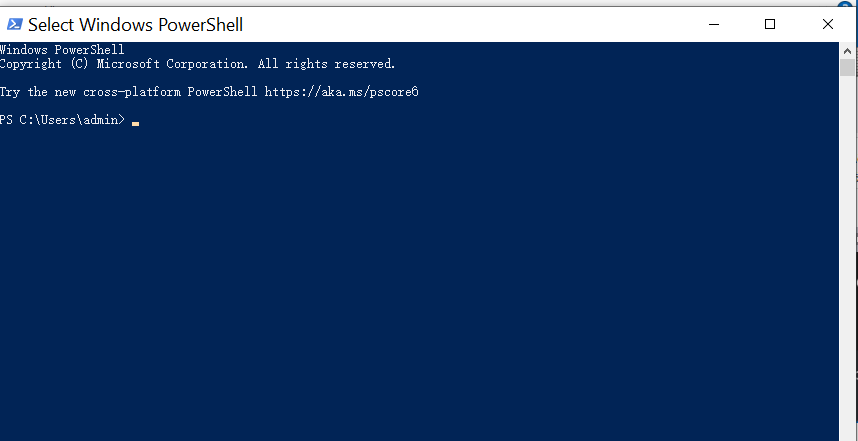 Select Windows PowerShell
Windows PowerShell
Copyright (C) Microsoft Corporation. All rights reserved.
Try the new cross-platform PowerShell https://aka.ms/pscore6
PS C:\Users\admin>